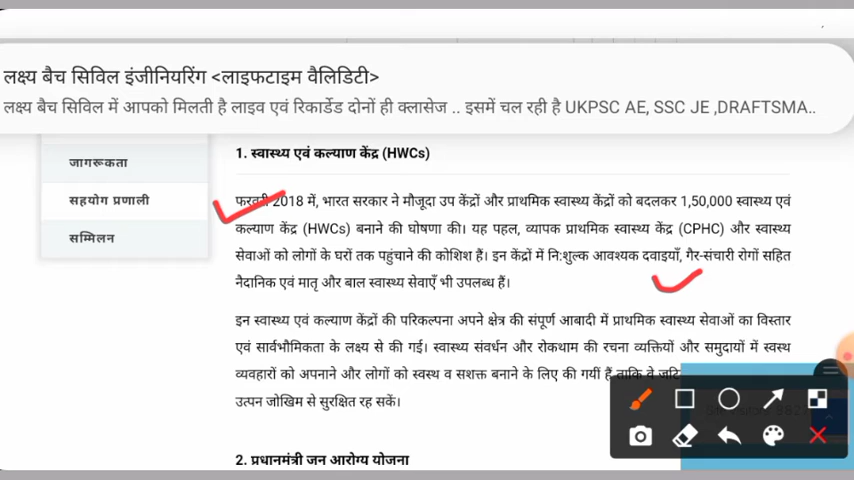 लक्ष्य बैच सिविल इंजीनियरिंग <लाइफटाइम वैलिडिटी>
लक्ष्य बैच सिविल में आपको मिलती है लाइव एवं रिकार्डेड दोनों ही क्लासेज .. इसमें चल रही है UKPSC AE, SSC JE ,DRAFTSMA..
जागरूकता
सहयोग प्रणाली
सम्मिलन
1. स्वास्थ्य एवं कल्याण केंद्र (HWCs)
फरवरी 2018 में, भारत सरकार ने मौजूदा उप केंद्रों और प्राथमिक स्वास्थ्य केंद्रों को बदलकर 1,50,000 स्वास्थ्य एवं
कल्याण केंद्र (HWCs) बनाने की घोषणा की। यह पहल, व्यापक प्राथमिक स्वास्थ्य केंद्र (CPHC) और स्वास्थ्य
सेवाओं को लोगों के घरों तक पहुंचाने की कोशिश हैं। इन केंद्रों में नि:शुल्क आवश्यक दवाइयाँ, गैर-संचारी रोगों सहित
नैदानिक एवं मातृ और बाल स्वास्थ्य सेवाएँ भी उपलब्ध हैं।
इन स्वास्थ्य एवं कल्याण केंद्रों की परिकल्पना अपने क्षेत्र की संपूर्ण आबादी में प्राथमिक स्वास्थ्य सेवाओं का विस्तार
एवं सार्वभौमिकता के लक्ष्य से की गई। स्वास्थ्य संवर्धन और रोकथाम की रचना व्यक्तियों और समुदायों में स्वस्थ
व्यवहारों को अपनाने और लोगों को स्वस्थ व सशक्त बनाने के लिए की गयीं हैं ताकि वे
उत्पन जोखिम से सुरक्षित रह सकें।
2. प्रधानमंत्री जन आरोग्य योजना